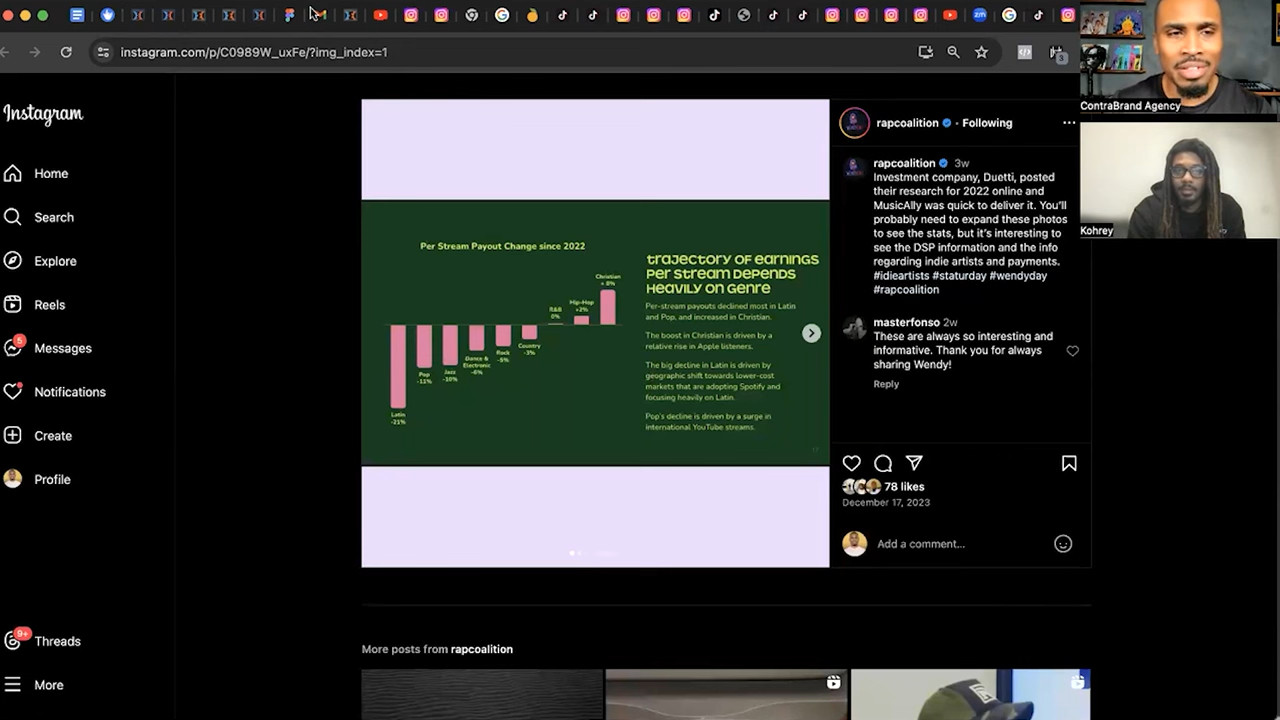 instagram.com/p/C0989W_uxFe/?img_index=1
3
Instagram
Home
Search
Explore
Reels
5
Messages
Notifications
Create
Profile
9+
Threads
More
Per Stream Payout Change since 2022
Latin
-21%
Pop
-11%
Jazz
-10%
Dance &
Electronic
-6%
Rock
-5%
Country
-3%
R&B
0%
Hip-Hop
+2%
Christian
+ 8%
trajectory of earnings
per stream depends
heavily on genre
Per-stream payouts declined most in Latin
and Pop, and increased in Christian.
The boost in Christian is driven by a
relative rise in Apple listeners.
The big decline in Latin is driven by
geographic shift towards lower-cost
markets that are adopting Spotify and
focusing heavily on Latin.
Pop's decline is driven by a surge in
international YouTube streams.
rapcoalition • Following
rapcoalition 3w
Investment company, Duetti, posted
their research for 2022 online and
MusicAlly was quick to deliver it. You'll
probably need to expand these photos
to see the stats, but it's interesting to
see the DSP information and the info
regarding indie artists and payments.
#idieartists #staturday #wendyday
#rapcoalition
masterfonso 2w
These are always so interesting and
informative. Thank you for always
sharing Wendy!
Reply
78 likes
December 17, 2023
Add a comment...
More posts from rapcoalition
ContraBrand Agency
Kohrey